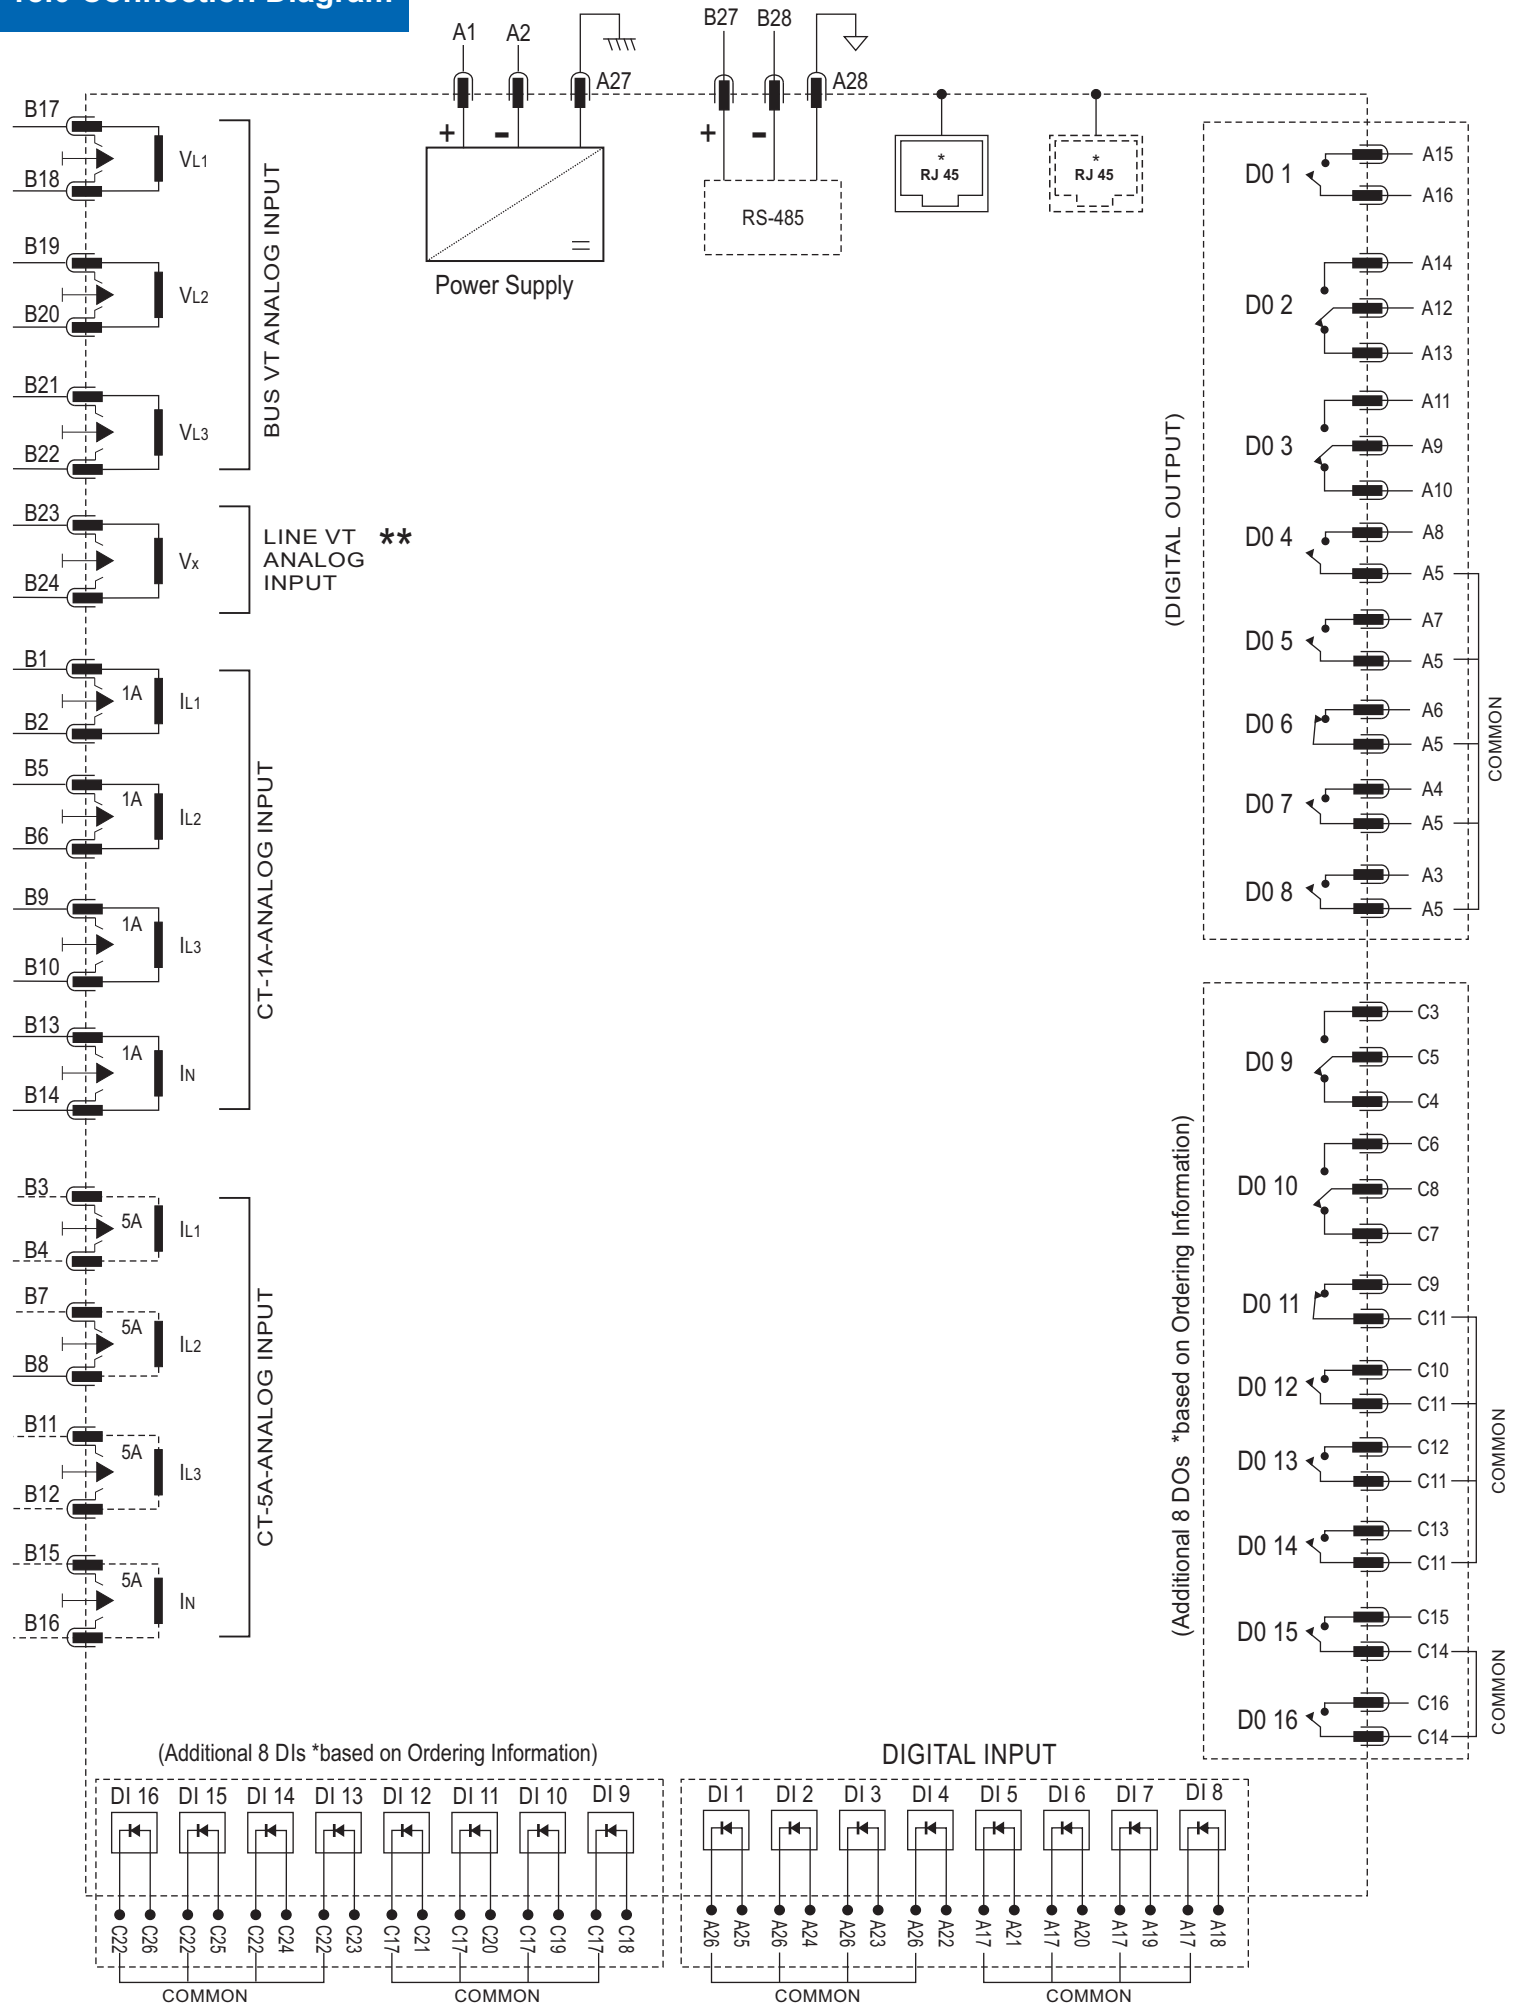 A1
A2
A27
B27
B28
A28
+
-
+
-
Power Supply
RS-485
*
RJ 45
*
RJ 45
B17
B18
VL1
B19
B20
VL2
B21
B22
VL3
BUS VT ANALOG INPUT
B23
B24
Vx
LINE VT **
ANALOG
INPUT
B1
1A
IL1
B2
B5
1A
IL2
B6
B9
1A
IL3
B10
B13
1A
IN
B14
CT-1A-ANALOG INPUT
B3
5A
IL1
B4
B7
5A
IL2
B8
B11
5A
IL3
B12
B15
5A
IN
B16
CT-5A-ANALOG INPUT
(DIGITAL OUTPUT)
D0 1
A15
A16
D0 2
A14
A12
A13
D0 3
A11
A9
A10
D0 4
A8
A5
D0 5
A7
A5
D0 6
A6
A5
D0 7
A4
A5
D0 8
A3
A5
COMMON
(Additional 8 DOs *based on Ordering Information)
D0 9
C3
C5
C4
D0 10
C6
C8
C7
D0 11
C9
C11
D0 12
C10
C11
D0 13
C12
C11
D0 14
C13
C11
COMMON
D0 15
C15
C14
D0 16
C16
C14
COMMON
(Additional 8 DIs *based on Ordering Information)
DI 16 DI 15 DI 14 DI 13 DI 12 DI 11 DI 10 DI 9
C22 C26 C22 C25 C22 C24 C22 C23 C17 C21 C17 C20 C17 C19 C17 C18
COMMON
COMMON
DIGITAL INPUT
DI 1 DI 2 DI 3 DI 4 DI 5 DI 6 DI 7 DI 8
A26 A25 A26 A24 A26 A23 A26 A22 A17 A21 A17 A20 A17 A19 A17 A18
COMMON
COMMON